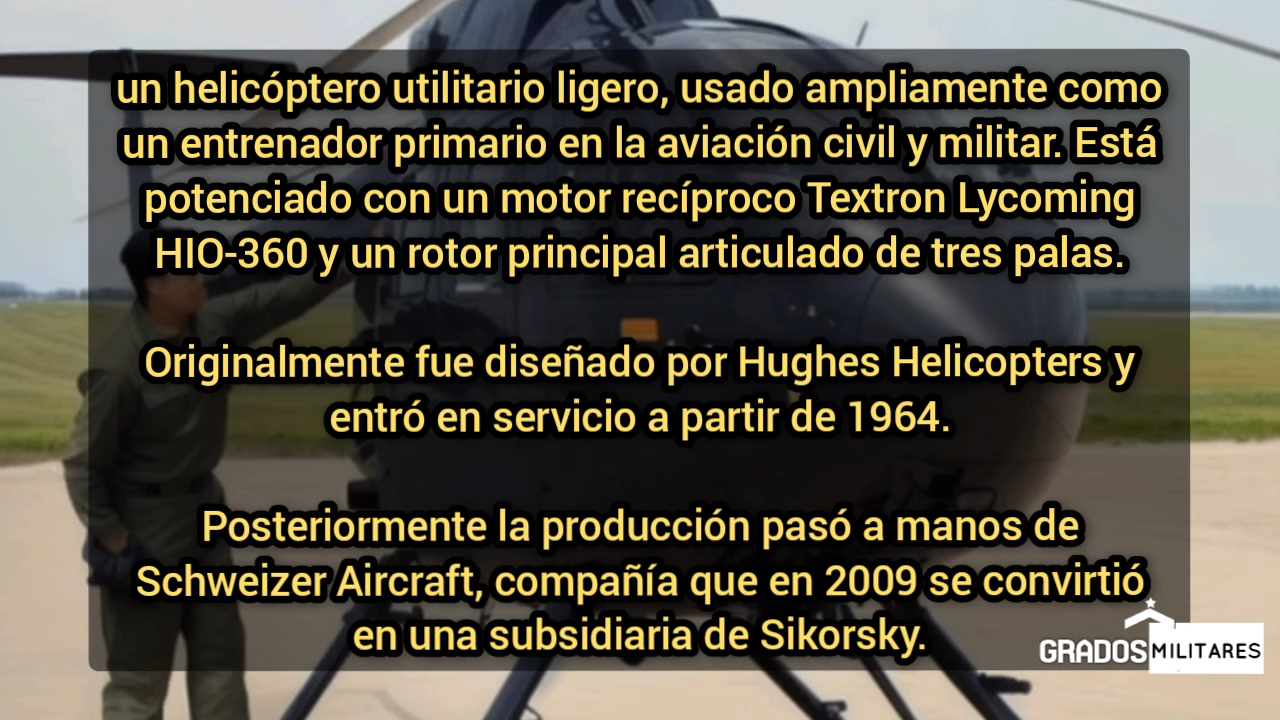 un helicóptero utilitario ligero, usado ampliamente como
un entrenador primario en la aviación civil y militar. Está
potenciado con un motor recíproco Textron Lycoming
HIO-360 y un rotor principal articulado de tres palas.
Originalmente fue diseñado por Hughes Helicopters y
entró en servicio a partir de 1964.
Posteriormente la producción pasó a manos de
Schweizer Aircraft, compañía que en 2009 se convirtió
en una subsidiaria de Sikorsky.
GRADOS MILITARES